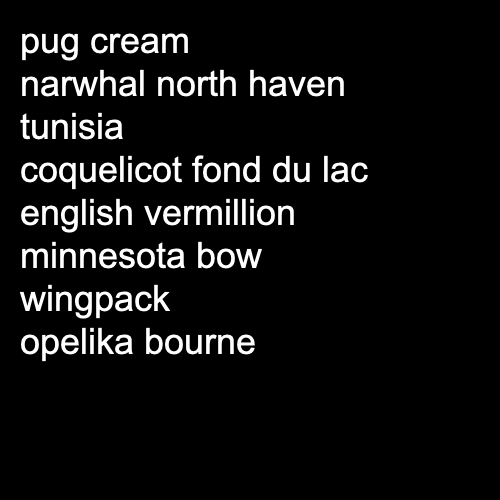 pug cream
narwhal north haven
tunisia
coquelicot fond du lac
english vermillion
minnesota bow
wingpack
opelika bourne